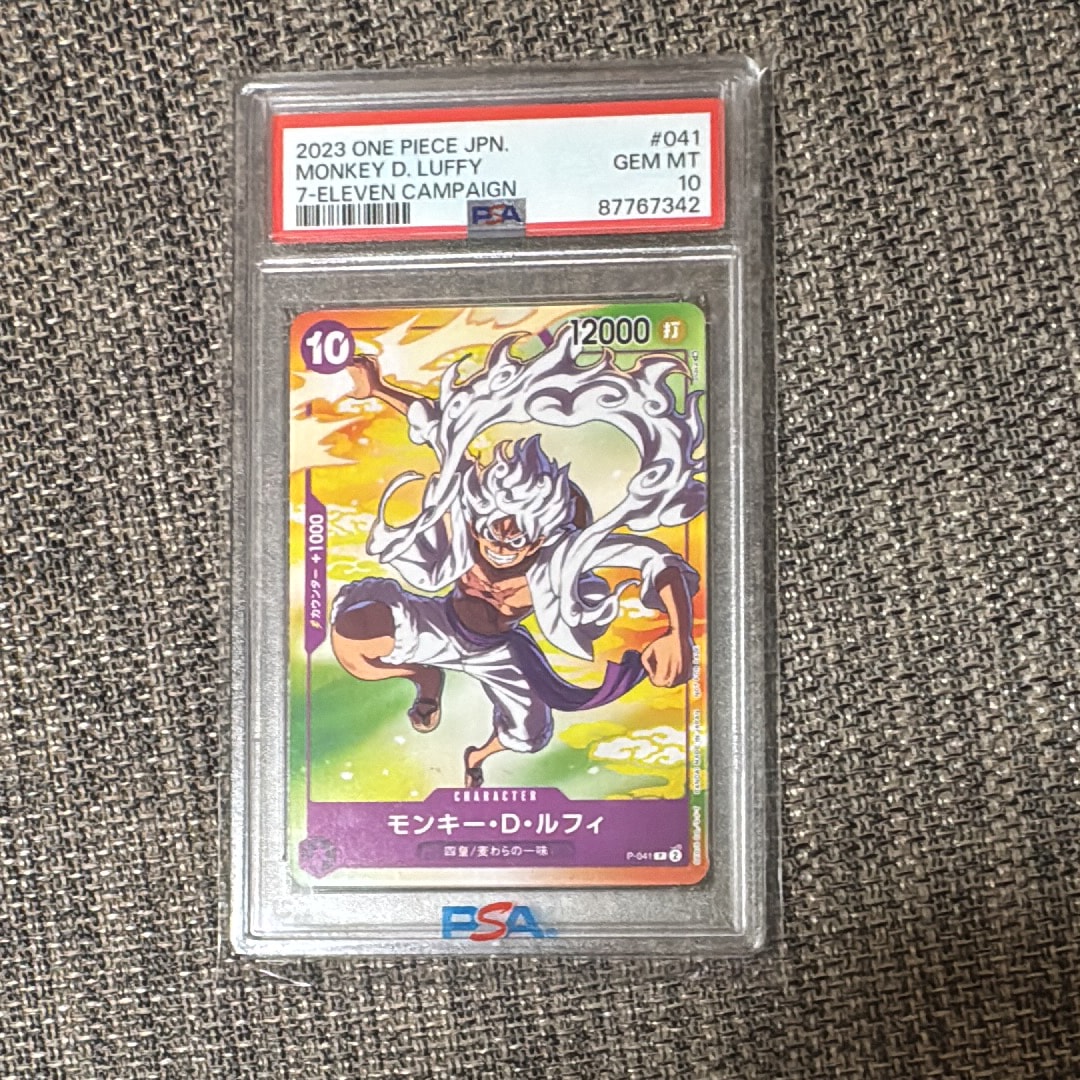 2023 ONE PIECE JPN.
#041
MONKEY D. LUFFY
GEM MT
7-ELEVEN CAMPAIGN
10
PSA
87767342
10
12000 打
カウンター +1000
CHARACTER
モンキー・D・ルフィ
四皇/麦わらの一味
P-041 P 2
PSA